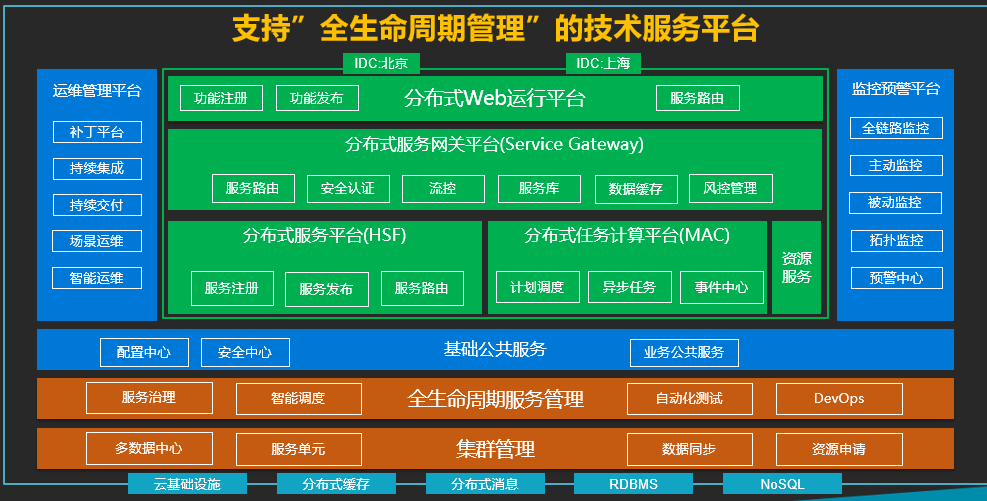 支持”全生命周期管理”的技术服务平台
IDC:北京
IDC:上海
运维管理平台
补丁平台
持续集成
持续交付
场景运维
智能运维
功能注册
功能发布
分布式Web运行平台
服务路由
分布式服务网关平台(Service Gateway)
服务路由
安全认证
流控
服务库
数据缓存
风控管理
分布式服务平台(HSF)
服务注册
服务发布
服务路由
分布式任务计算平台(MAC)
计划调度
异步任务
事件中心
资源
服务
监控预警平台
全链路监控
主动监控
被动监控
拓扑监控
预警中心
配置中心
安全中心
基础公共服务
业务公共服务
服务治理
智能调度
全生命周期服务管理
自动化测试
DevOps
多数据中心
服务单元
集群管理
数据同步
资源申请
云基础设施
分布式缓存
分布式消息
RDBMS
NoSQL